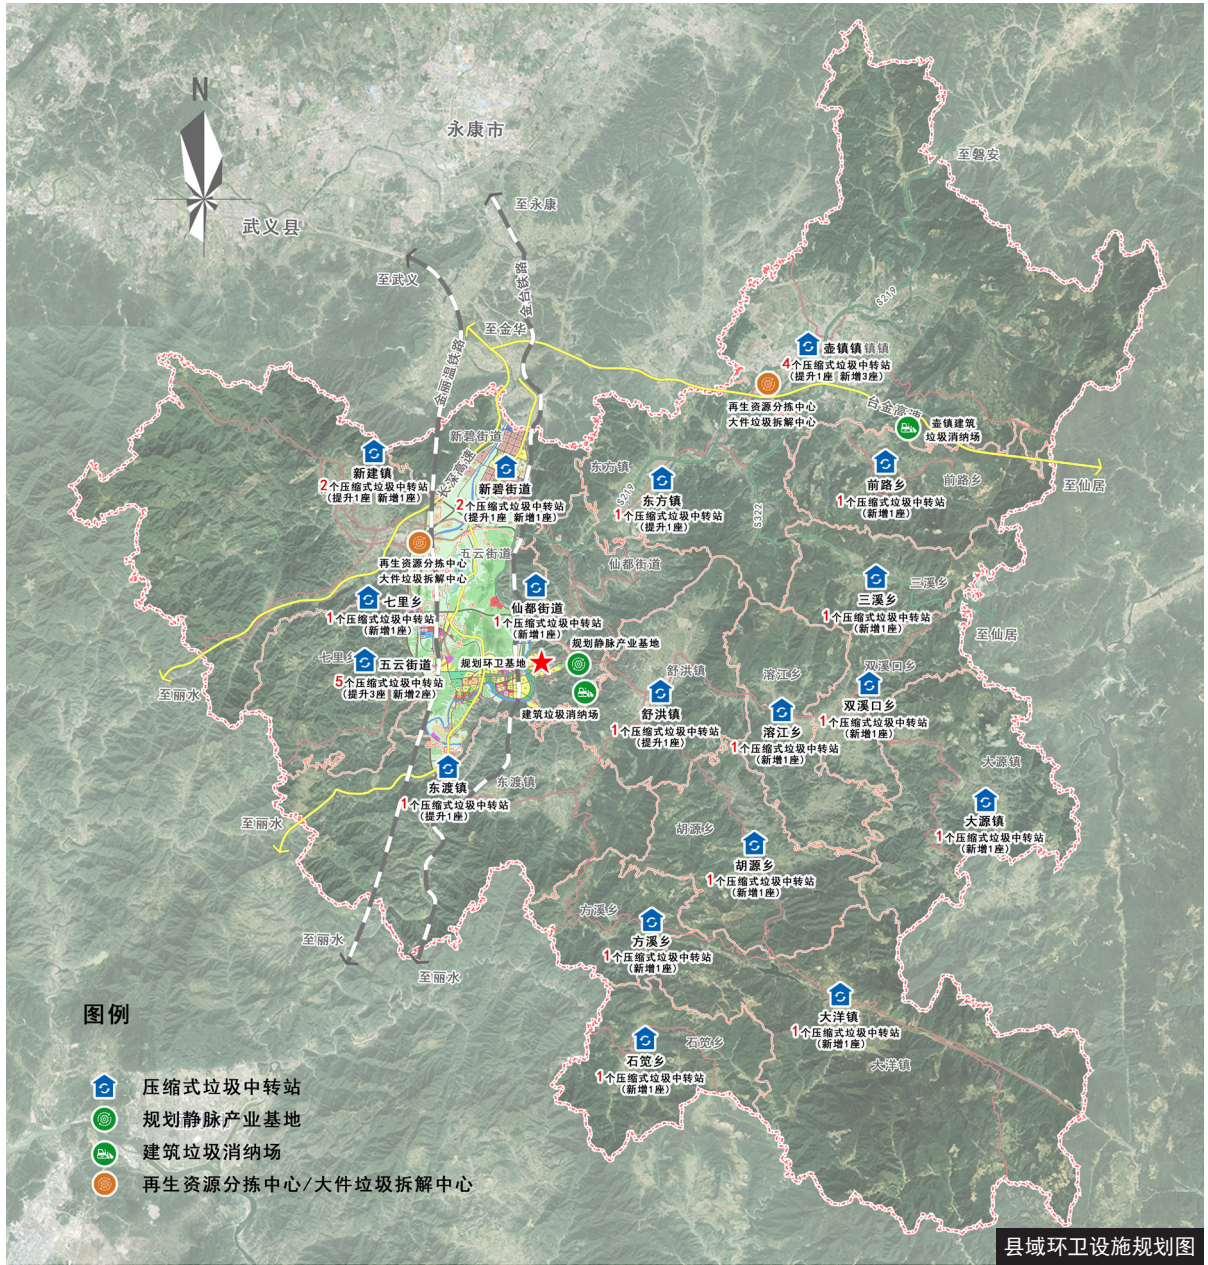 N
永康市
武义县
至磐安
至永康
至武义
金台铁路
S219
至金华
金丽温铁路
壶镇镇
镇镇
4个压缩式垃圾中转站
(提升1座 新增3座)
再生资源分拣中心
大件垃圾拆解中心
台金高速
壶镇建筑
垃圾消纳场
新碧街道
长深高速
新建镇
2个压缩式垃圾中转站
(提升1座 新增1座)
新碧街道
2个压缩式垃圾中转站
(提升1座 新增1座)
东方镇
S219
东方镇
1个压缩式垃圾中转站
(提升1座)
S322
前路乡
前路乡
1个压缩式垃圾中转站
(新增1座)
至仙居
再生资源分拣中心
大件垃圾拆解中心
五云街道
仙都街道
仙都街道
1个压缩式垃圾中转站
(新增1座)
三溪乡
三溪乡
1个压缩式垃圾中转站
(新增1座)
至仙居
七里乡
1个压缩式垃圾中转站
(新增1座)
七里乡
五云街道
5个压缩式垃圾中转站
(提升3座 新增2座)
规划环卫基地
规划静脉产业基地
建筑垃圾消纳场
至丽水
舒洪镇
舒洪镇
1个压缩式垃圾中转站
(提升1座)
溶江乡
溶江乡
1个压缩式垃圾中转站
(新增1座)
双溪口乡
双溪口乡
1个压缩式垃圾中转站
(新增1座)
东渡镇
东渡镇
1个压缩式垃圾中转站
(提升1座)
大源镇
大源镇
1个压缩式垃圾中转站
(新增1座)
至丽水
胡源乡
胡源乡
1个压缩式垃圾中转站
(新增1座)
方溪乡
方溪乡
1个压缩式垃圾中转站
(新增1座)
至丽水
至丽水
大洋镇
1个压缩式垃圾中转站
(新增1座)
大洋镇
石笕乡
石笕乡
1个压缩式垃圾中转站
(新增1座)
图例
压缩式垃圾中转站
规划静脉产业基地
建筑垃圾消纳场
再生资源分拣中心/大件垃圾拆解中心
县域环卫设施规划图